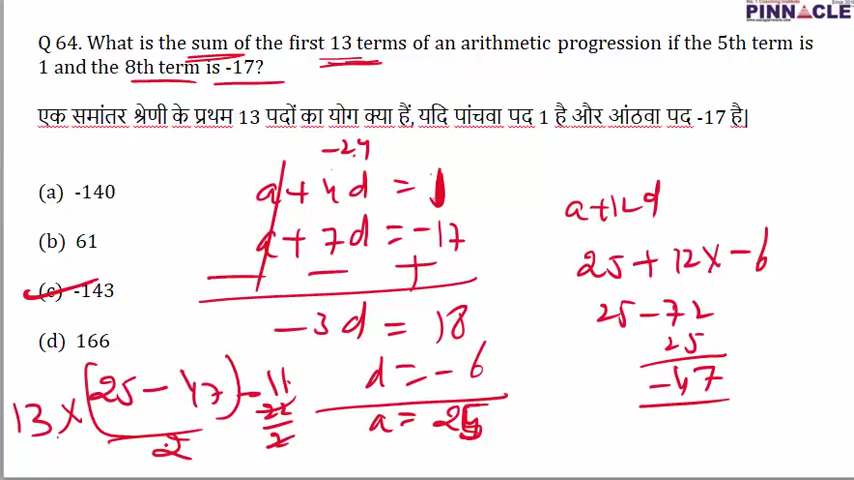 PINNACLE
Q 64. What is the sum of the first 13 terms of an arithmetic progression if the 5th term is
1 and the 8th term is -17?
एक समांतर श्रेणी के प्रथम 13 पदों का योग क्या हैं, यदि पांचवा पद 1 है और आंठवा पद -17 है|
-24
(a) -140
a + 4d = 1
a + 12d
(b) 61
a + 7d = -17
25 + 12 x -6
(c) -143
- - +
25 - 72
-3d = 18
25
(d) 166
d = -6
-47
13 x (25 - 47) - 11
22
2
2
a = 25